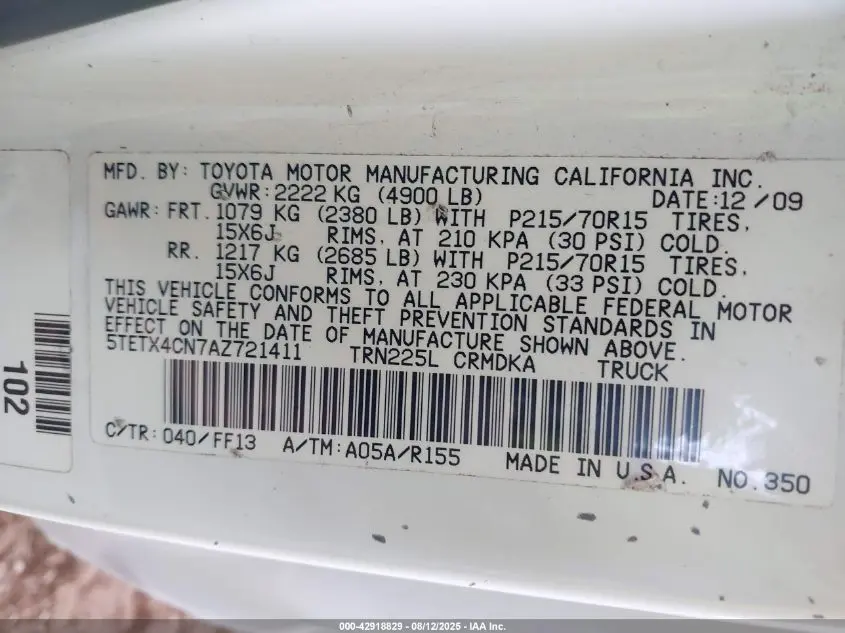 MFD. BY: TOYOTA MOTOR MANUFACTURING CALIFORNIA INC.
GVWR: 2222 KG (4900 LB) DATE: 12/09
GAWR: FRT. 1079 KG (2380 LB) WITH P215/70R15 TIRES,
15X6J RIMS, AT 210 KPA (30 PSI) COLD.
RR. 1217 KG (2685 LB) WITH P215/70R15 TIRES,
15X6J RIMS, AT 230 KPA (33 PSI) COLD.
THIS VEHICLE CONFORMS TO ALL APPLICABLE FEDERAL MOTOR
VEHICLE SAFETY AND THEFT PREVENTION STANDARDS IN
EFFECT ON THE DATE OF MANUFACTURE SHOWN ABOVE.
5TETX4CN7AZ721411 TRN225L CRMDKA TRUCK
C/TR: 040/FF13 A/TM: A05A/R155 MADE IN U.S.A. NO.350
102
000-42918829 - 08/12/2025 - IAA Inc.